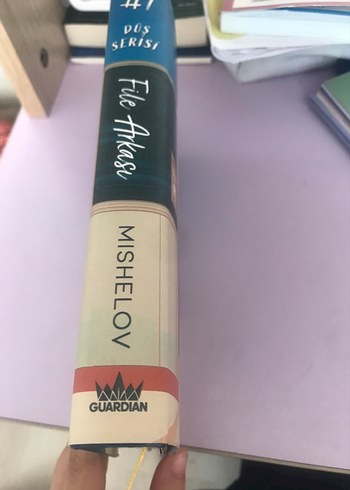 #1
DÜŞ
SERİSİ
File Arkası
MISHELOV
GUARDIAN